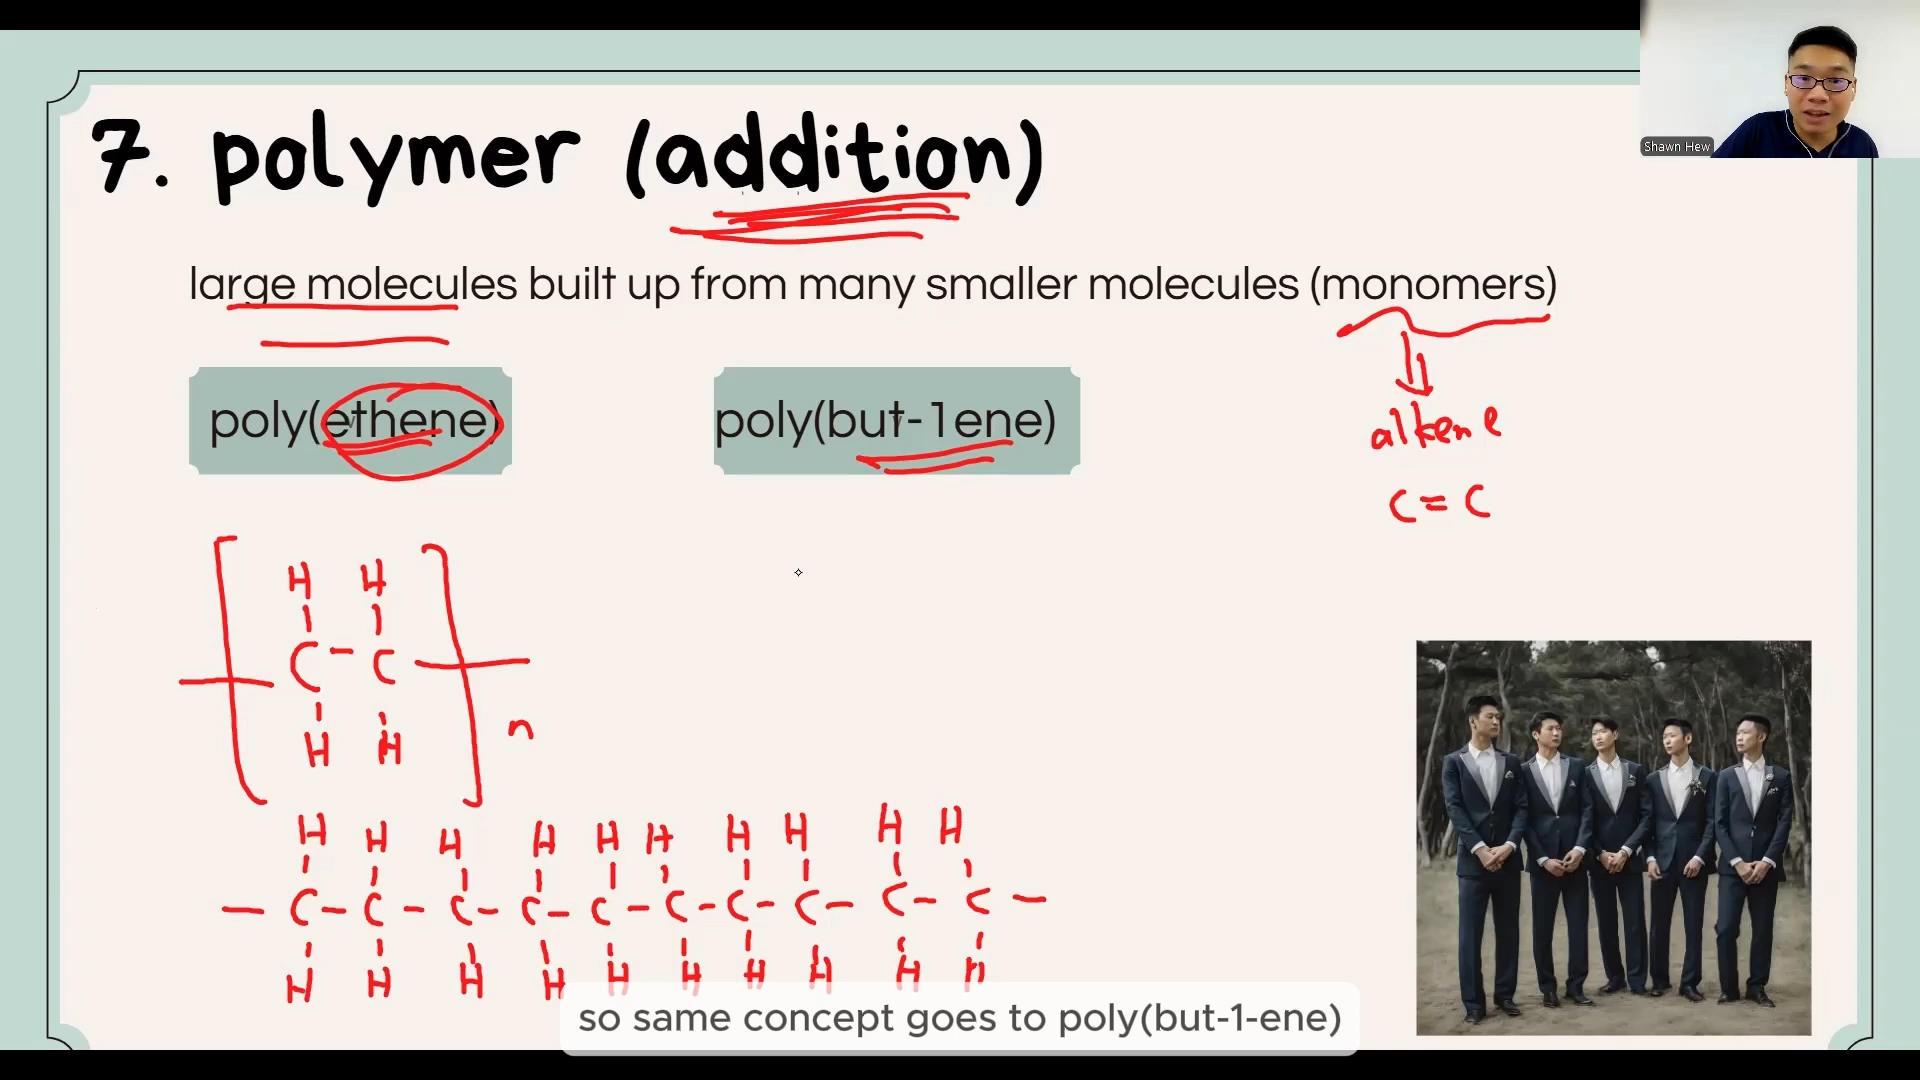 7. polymer (addition)
Shawn Hew
large molecules built up from many smaller molecules (monomers)
poly(ethene)
poly(but-1ene)
alkene
C = C
H H
C - C
H H
n
H H H H H H H H H H
- C - C - C - C - C - C - C - C - C - C -
H H H H H H H H H H
so same concept goes to poly(but-1-ene)